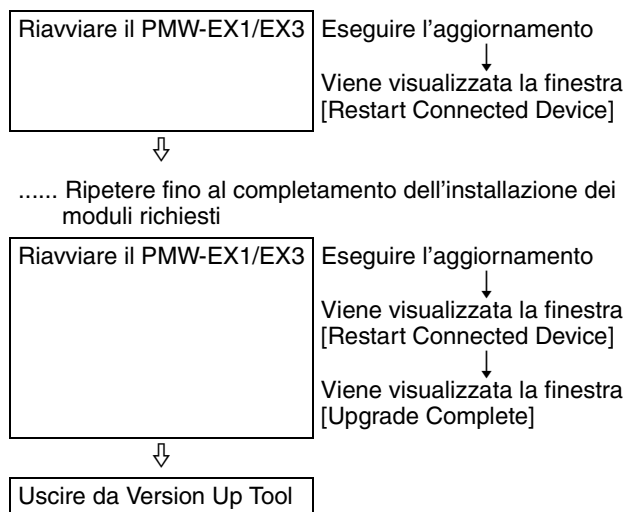 Riavviare il PMW-EX1/EX3
Eseguire l'aggiornamento
Viene visualizzata la finestra
[Restart Connected Device]
...... Ripetere fino al completamento dell'installazione dei
moduli richiesti
Riavviare il PMW-EX1/EX3
Eseguire l'aggiornamento
Viene visualizzata la finestra
[Restart Connected Device]
Viene visualizzata la finestra
[Upgrade Complete]
Uscire da Version Up Tool